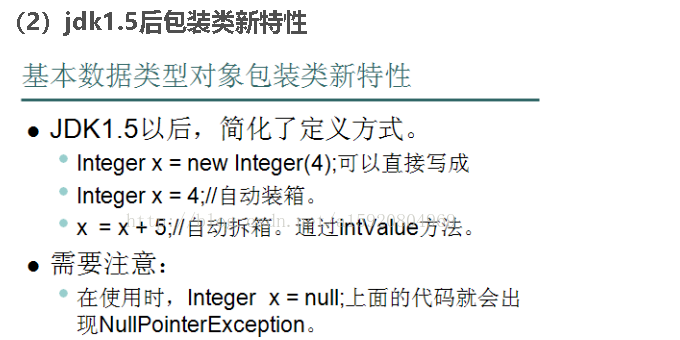 （2）jdk1.5后包装类新特性
基本数据类型对象包装类新特性
JDK1.5以后，简化了定义方式。
Integer x = new Integer(4);可以直接写成
Integer x = 4;//自动装箱。
x = x + 5;//自动拆箱。通过intValue方法。
需要注意：
在使用时，Integer x = null;上面的代码就会出
现NullPointerException。